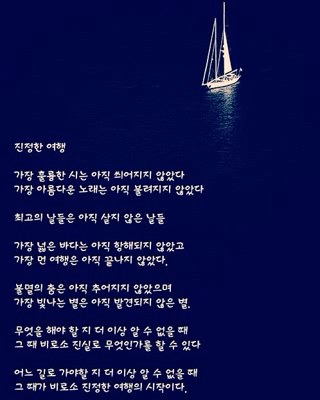 진정한 여행
가장 훌륭한 시는 아직 씌어지지 않았다
가장 아름다운 노래는 아직 불려지지 않았다
최고의 날들은 아직 살지 않은 날들
가장 넓은 바다는 아직 항해되지 않았고
가장 먼 여행은 아직 끝나지 않았다.
불멸의 춤은 아직 추어지지 않았으며
가장 빛나는 별은 아직 발견되지 않은 별.
무엇을 해야 할 지 더 이상 알 수 없을 때
그 때 비로소 진실로 무엇인가를 할 수 있다
어느 길로 가야할 지 더 이상 알 수 없을 때
그 때가 비로소 진정한 여행의 시작이다.